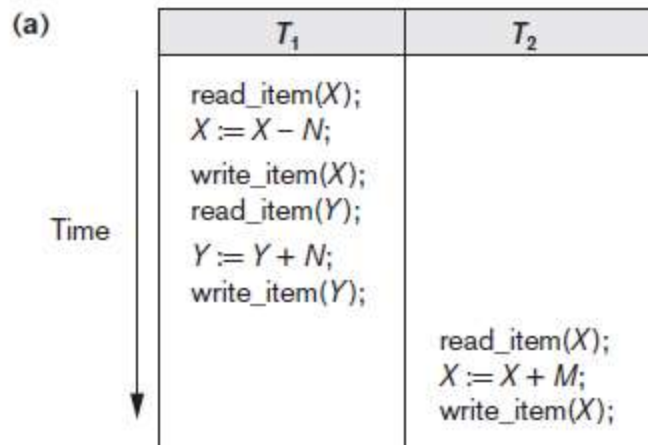 (a)
T₁ T₂
read_item(X);
X := X – N;
write_item(X);
read_item(Y);
Time
Y := Y + N;
write_item(Y);
read_item(X);
X := X + M;
write_item(X);